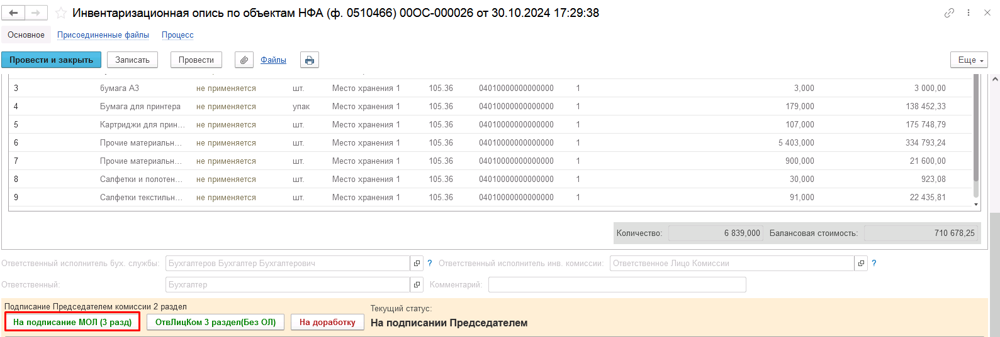 Инвентаризационная опись по объектам НФА (ф. 0510466) 00ОС-000026 от 30.10.2024 17:29:38
Основное Присоединенные файлы Процесс
Провести и закрыть Записать Провести Файлы Еще
3 бумага А3 не применяется шт. Место хранения 1 105.36 04010000000000000 1 3,000 3 000,00
4 Бумага для принтера не применяется упак Место хранения 1 105.36 04010000000000000 1 179,000 138 452,33
5 Картриджи для прин... не применяется шт. Место хранения 1 105.36 04010000000000000 1 107,000 175 748,79
6 Прочие материальн... не применяется шт. Место хранения 1 105.36 04010000000000000 1 5 403,000 334 793,24
7 Прочие материальн... не применяется шт. Место хранения 1 105.36 04010000000000000 1 900,000 21 600,00
8 Салфетки и полотен... не применяется шт. Место хранения 1 105.36 04010000000000000 1 30,000 923,08
9 Салфетки текстильн... не применяется шт. Место хранения 1 105.36 04010000000000000 1 91,000 22 435,81
Количество: 6 839,000 Балансовая стоимость: 710 678,25
Ответственный исполнитель бух. службы: Бухгалтеров Бухгалтер Бухгалтерович ? Ответственный исполнитель инв. комиссии: Ответственное Лицо Комиссии ?
Ответственный: Бухгалтер Комментарий:
Подписание Председателем комиссии 2 раздел Текущий статус:
На подписание МОЛ (3 разд) ОтвЛицКом 3 раздел(Без ОЛ) На доработку На подписании Председателем